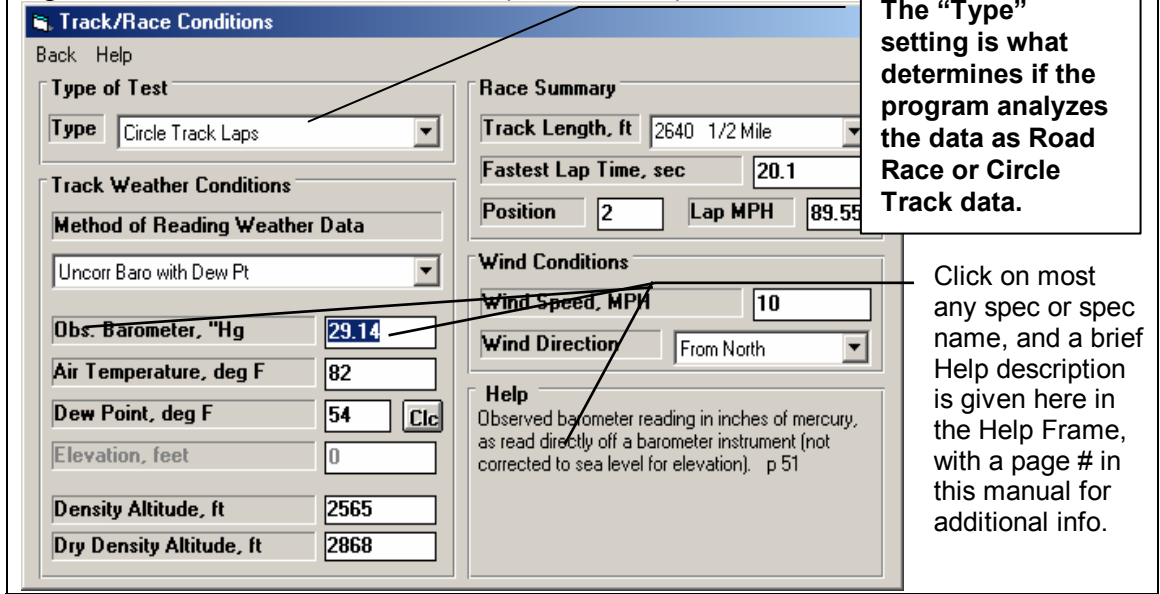 Track/Race Conditions
Back Help
Type of Test
Type Circle Track Laps
Track Weather Conditions
Method of Reading Weather Data
Uncorr Baro with Dew Pt
Obs. Barometer, "Hg 29.14
Air Temperature, deg F 82
Dew Point, deg F 54 Clc
Elevation, feet 0
Density Altitude, ft 2565
Dry Density Altitude, ft 2868
Race Summary
Track Length, ft 2640 1/2 Mile
Fastest Lap Time, sec 20.1
Position 2 Lap MPH 89.55
Wind Conditions
Wind Speed, MPH 10
Wind Direction From North
Help
Observed barometer reading in inches of mercury,
as read directly off a barometer instrument (not
corrected to sea level for elevation). p 51
The “Type”
setting is what
determines if the
program analyzes
the data as Road
Race or Circle
Track data.
Click on most
any spec or spec
name, and a brief
Help description
is given here in
the Help Frame,
with a page # in
this manual for
additional info.